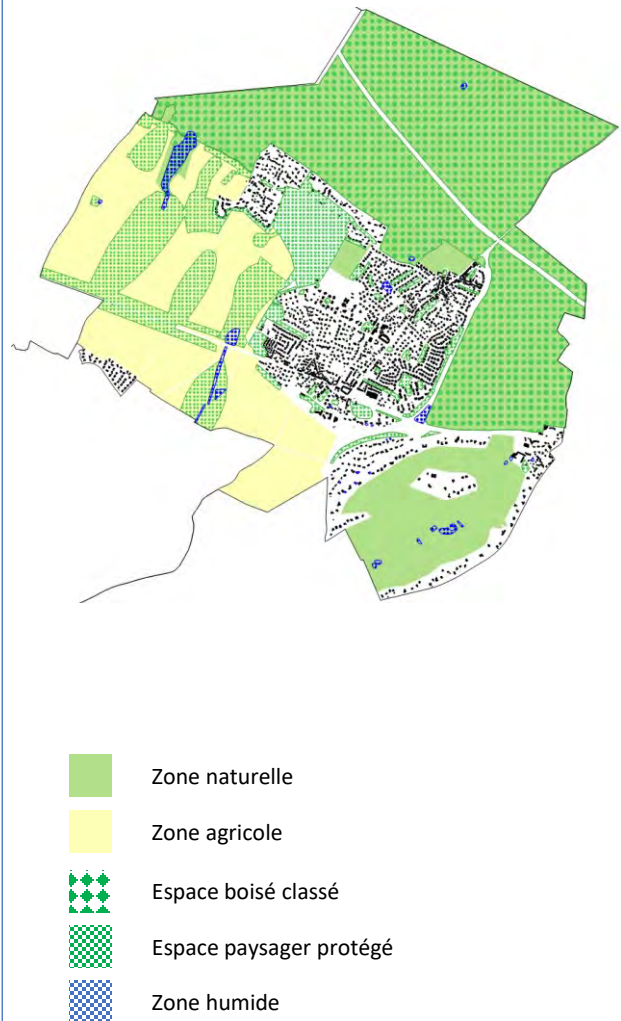 Zone naturelle
Zone agricole
Espace boisé classé
Espace paysager protégé
Zone humide